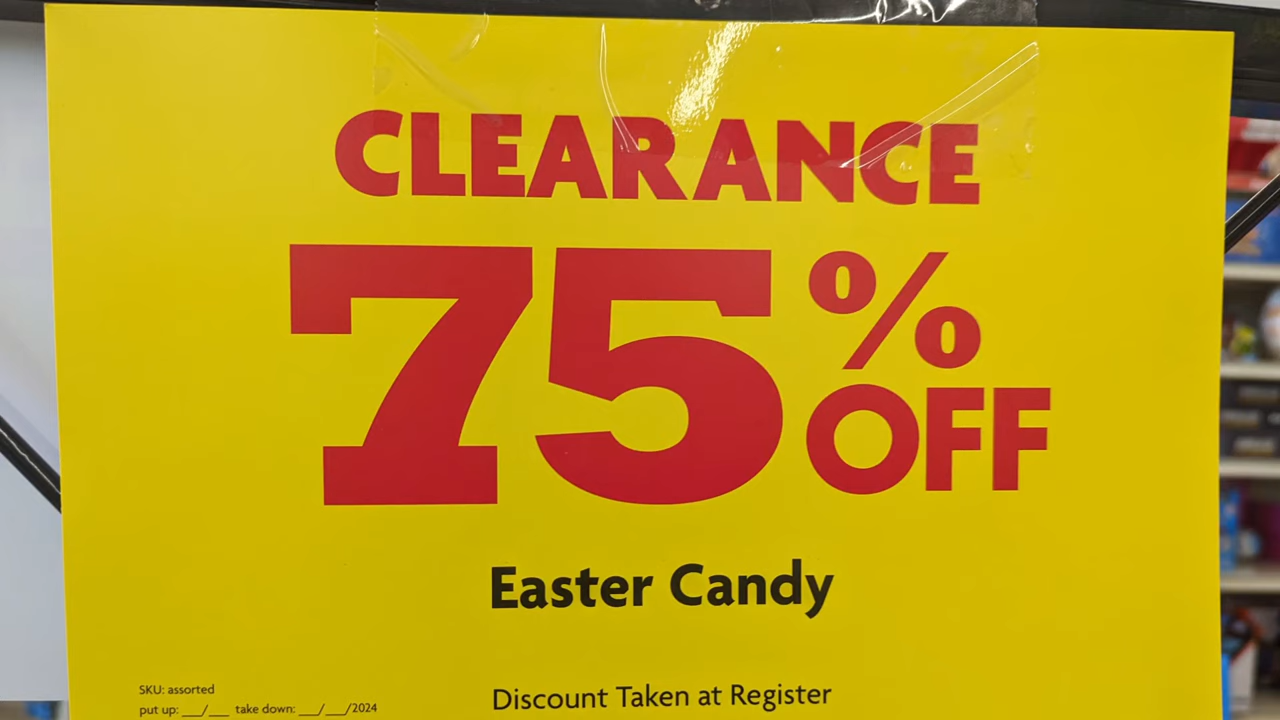 CLEARANCE
75% OFF
Easter Candy
SKU: assorted
put up: ___/___ take down: ___/___/2024
Discount Taken at Register